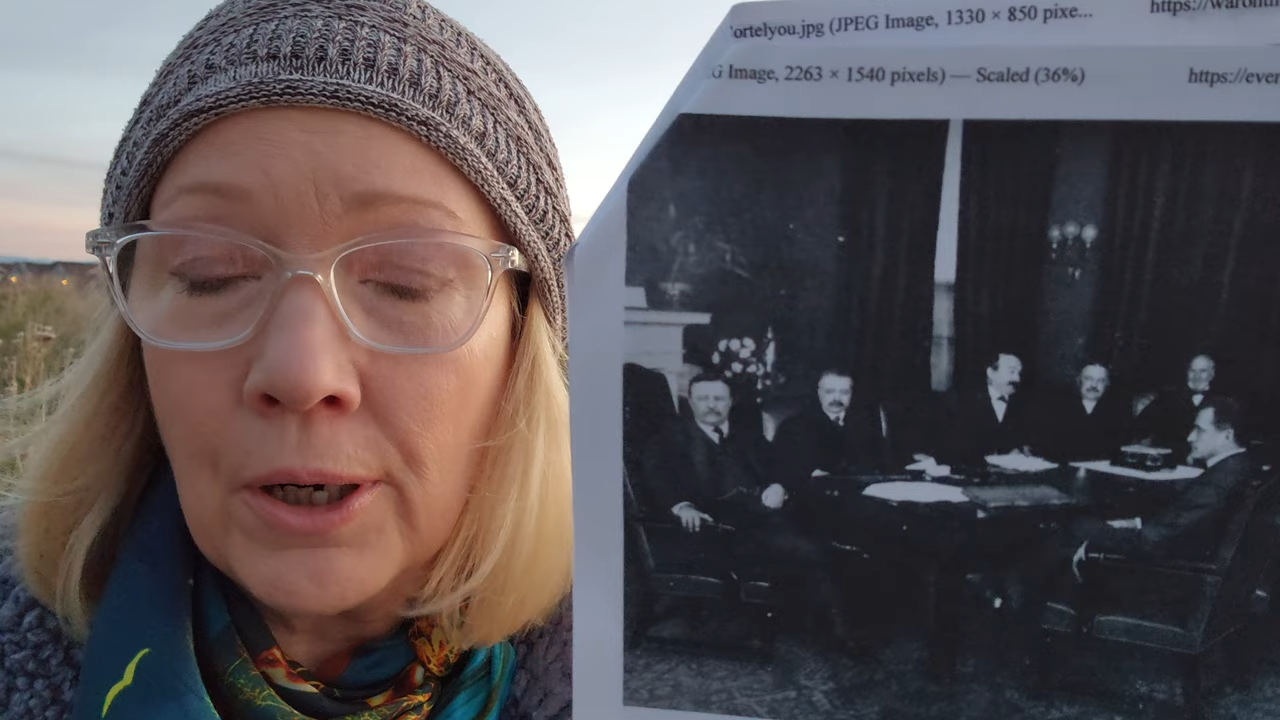 ortelyou.jpg (JPEG Image, 1330 × 850 pixe...
https://waronth
G Image, 2263 × 1540 pixels) — Scaled (36%)
https://ever